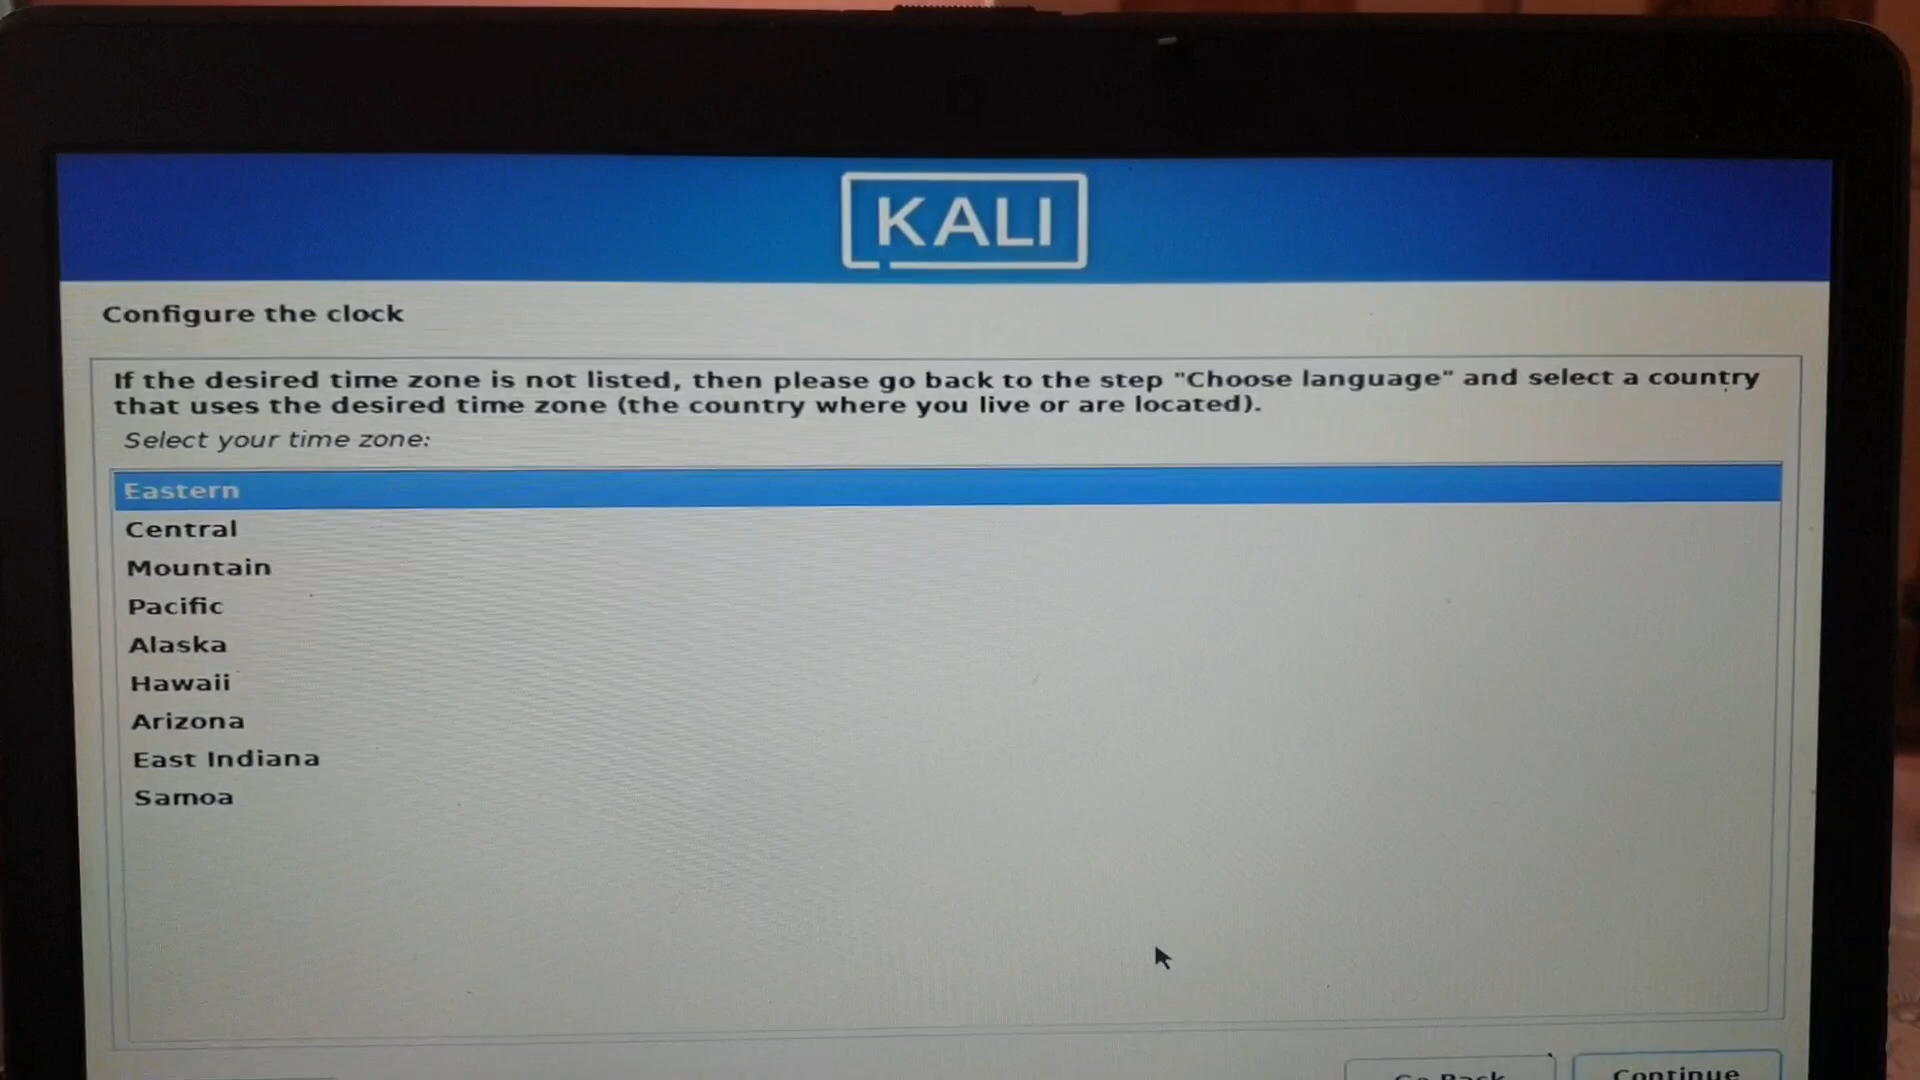 KALI
Configure the clock
If the desired time zone is not listed, then please go back to the step "Choose language" and select a country
that uses the desired time zone (the country where you live or are located).
Select your time zone:
Eastern
Central
Mountain
Pacific
Alaska
Hawaii
Arizona
East Indiana
Samoa
Go Back
Continue